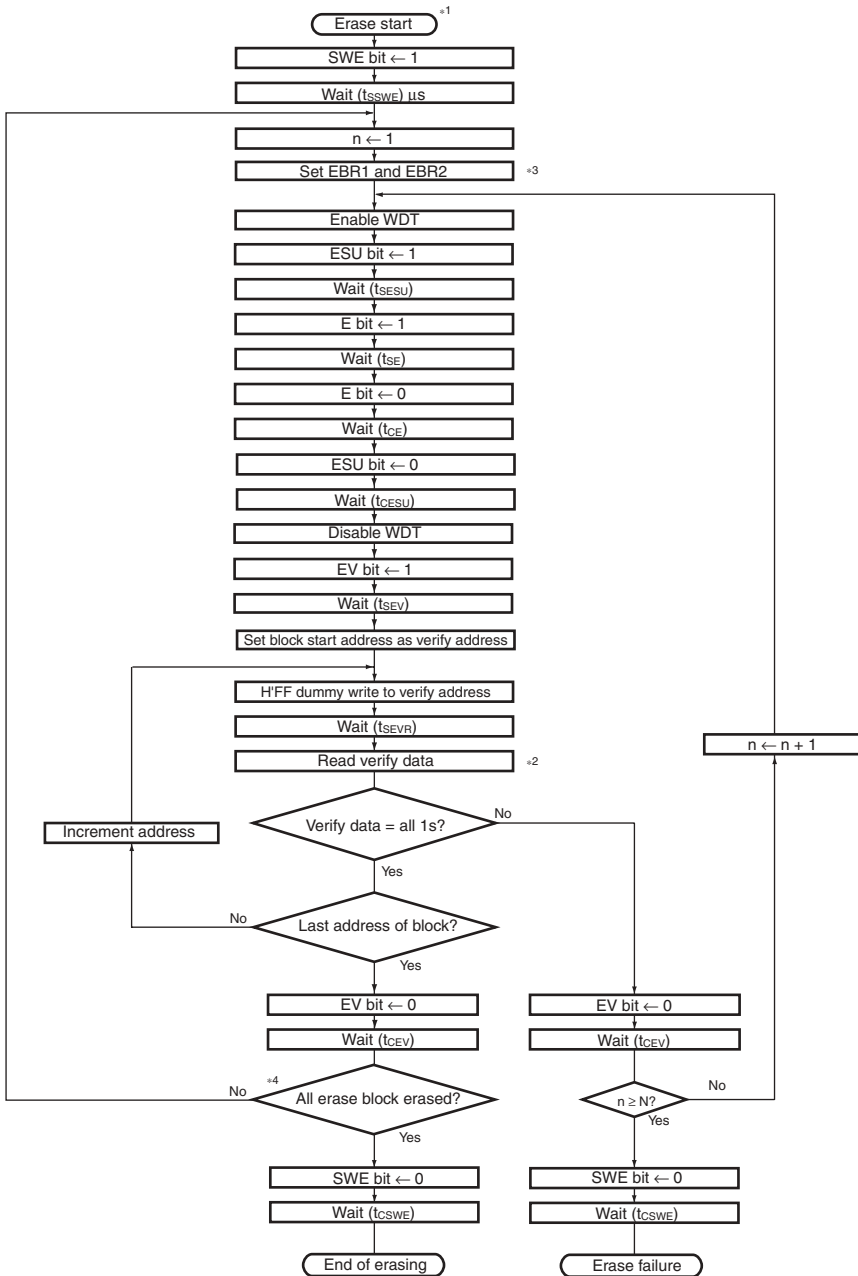 Erase start *1
SWE bit ← 1
Wait (tSSWE) μs
n ← 1
Set EBR1 and EBR2 *3
Enable WDT
ESU bit ← 1
Wait (tSESU)
E bit ← 1
Wait (tSE)
E bit ← 0
Wait (tCE)
ESU bit ← 0
Wait (tCESU)
Disable WDT
EV bit ← 1
Wait (tSEV)
Set block start address as verify address
H'FF dummy write to verify address
Wait (tSEVR)
n ← n + 1
Read verify data *2
No
Increment address
Verify data = all 1s?
Yes
No
Last address of block?
Yes
EV bit ← 0
EV bit ← 0
Wait (tCEV)
Wait (tCEV)
No
*4
All erase block erased?
n ≥ N?
No
Yes
Yes
SWE bit ← 0
SWE bit ← 0
Wait (tCSWE)
Wait (tCSWE)
End of erasing
Erase failure